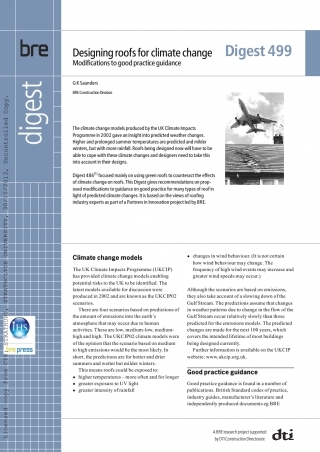 bre
Designing roofs for climate change
Modifications to good practice guidance
Digest 499
digest
G K Saunders
BRE Construction Division
The climate change models produced by the UK Climate Impacts
Programme in 2002 gave an insight into predicted weather changes.
Higher and prolonged summer temperatures are predicted and milder
winters, but with more rainfall. Roofs being designed now will have to be
able to cope with these climate changes and designers need to take this
into account in their designs.
Digest 486[1] focused mainly on using green roofs to counteract the effects
of climate change on roofs. This Digest gives recommendations on prop-
osed modifications to guidance on good practice for many types of roof in
light of predicted climate changes. It is based on the views of roofing
industry experts as part of a Partners in Innovation project led by BRE.
Climate change models
The UK Climate Impacts Programme (UKCIP)
has provided climate change models enabling
potential risks to the UK to be identified. The
latest models available for discussion were
produced in 2002 and are known as the UKCIP02
scenarios.
There are four scenarios based on predictions of
the amount of emissions into the earth's
atmosphere that may occur due to human
activities. These are low, medium-low, medium-
high and high. The UKCIP02 climate models were
of the opinion that the scenario based on medium
to high emissions would be the most likely. In
short, the predictions are for hotter and drier
summers and wetter but milder winters.
This means roofs could be exposed to:
• higher temperatures – more often and for longer
• greater exposure to UV light
• greater intensity of rainfall
• changes in wind behaviour. (It is not certain
how wind behaviour may change. The
frequency of high wind events may increase and
greater wind speeds may occur.)
Although the scenarios are based on emissions,
they also take account of a slowing down of the
Gulf Stream. The predictions assume that changes
in weather patterns due to change in the flow of the
Gulf Stream occur relatively slowly than those
predicted for the emissions models. The predicted
changes are made for the next 100 years, which
covers the intended lifetime of most buildings
being designed currently.
Further information is available on the UKCIP
website: www.ukcip.org.uk.
Good practice guidance
Good practice guidance is found in a number of
publications. British Standard codes of practice,
industry guides, manufacturer's literature and
independently produced documents eg BRE
IHS
bre press
A BRE research project supported
by DTI Construction Directorate
dti